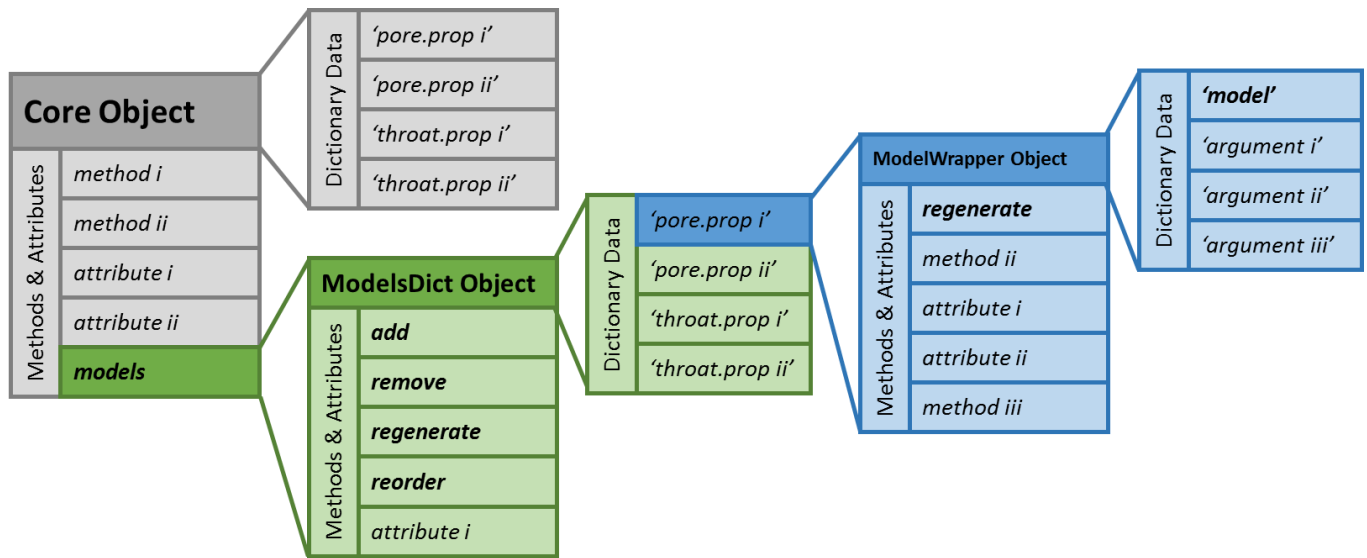 Core Object
Methods & Attributes
method i
method ii
attribute i
attribute ii
models
Dictionary Data
‘pore.prop i’
‘pore.prop ii’
‘throat.prop i’
‘throat.prop ii’
ModelsDict Object
Methods & Attributes
add
remove
regenerate
reorder
attribute i
Dictionary Data
‘pore.prop i’
‘pore.prop ii’
‘throat.prop i’
‘throat.prop ii’
ModelWrapper Object
Methods & Attributes
regenerate
method ii
attribute i
attribute ii
method iii
Dictionary Data
‘model’
‘argument i’
‘argument ii’
‘argument iii’